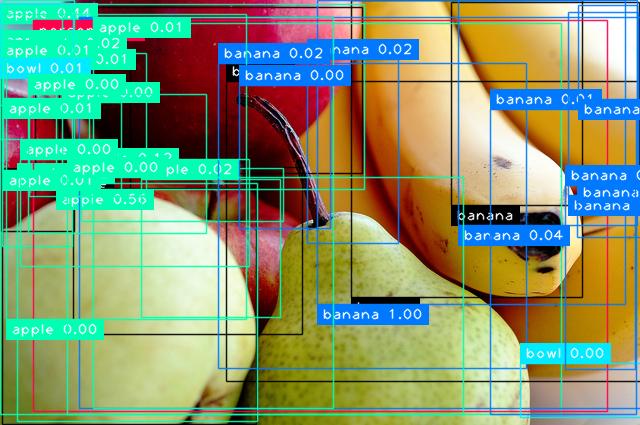 apple 0.14
apple 0.01
apple 0.01
.02
0.01
bowl 0.01
banana 0.02
nana 0.02
banana 0.00
apple 0.00
0.00
apple 0.01
banana 0.01
banana
apple 0.00
apple 0.00
ple 0.02
apple 0.01
banana 0
banana
apple 0.56
banana
banana
banana 0.04
banana 1.00
apple 0.00
bowl 0.00